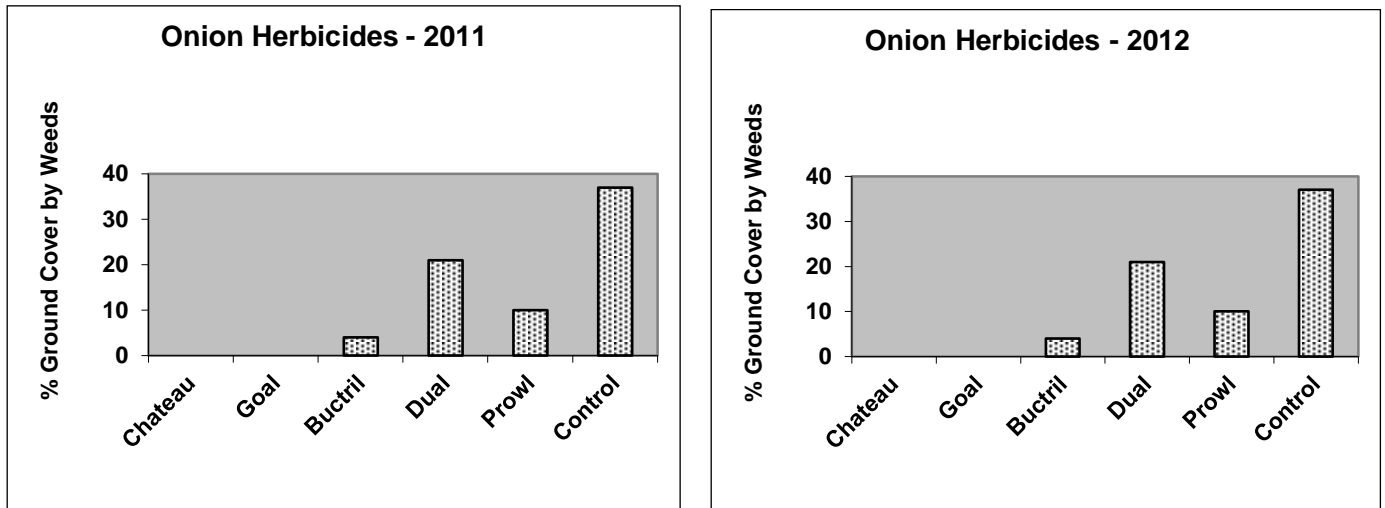 Onion Herbicides - 2011
% Ground Cover by Weeds
40
30
20
10
0
Chateau
Goal
Buctril
Dual
Prowl
Control
Onion Herbicides - 2012
% Ground Cover by Weeds
40
30
20
10
0
Chateau
Goal
Buctril
Dual
Prowl
Control